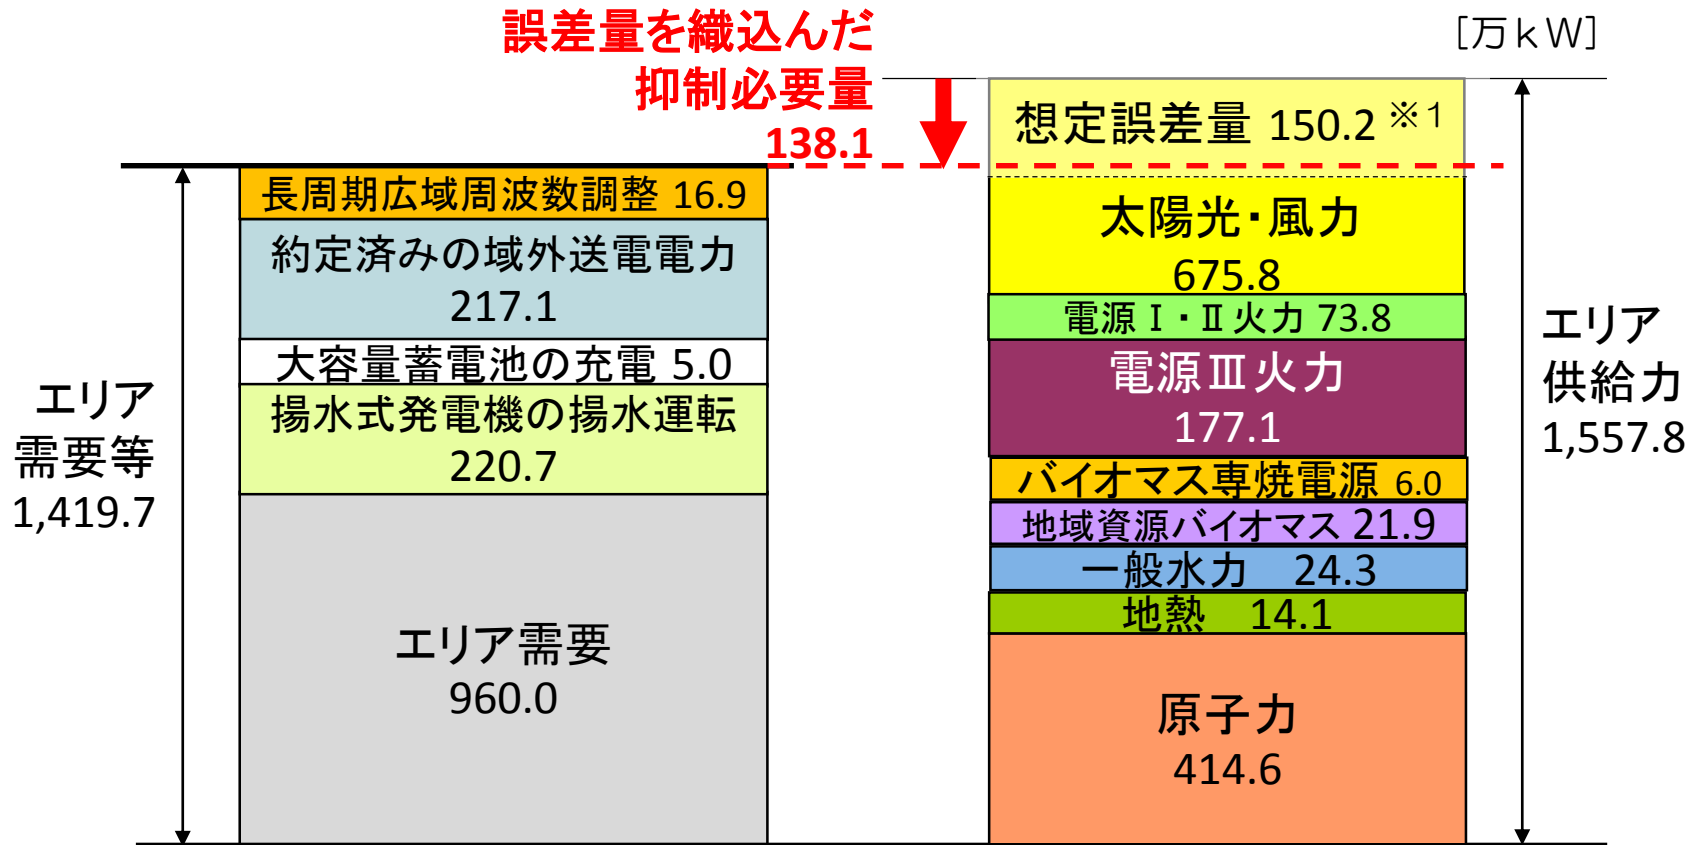 誤差量を織込んだ
抑制必要量
138.1
[万kW]
長周期広域周波数調整 16.9
約定済みの域外送電電力
217.1
大容量蓄電池の充電 5.0
揚水式発電機の揚水運転
220.7
エリア需要
960.0
エリア
需要等
1,419.7
想定誤差量 150.2 ※1
太陽光・風力
675.8
電源Ⅰ・Ⅱ火力 73.8
電源Ⅲ火力
177.1
バイオマス専焼電源 6.0
地域資源バイオマス 21.9
一般水力 24.3
地熱 14.1
原子力
414.6
エリア
供給力
1,557.8